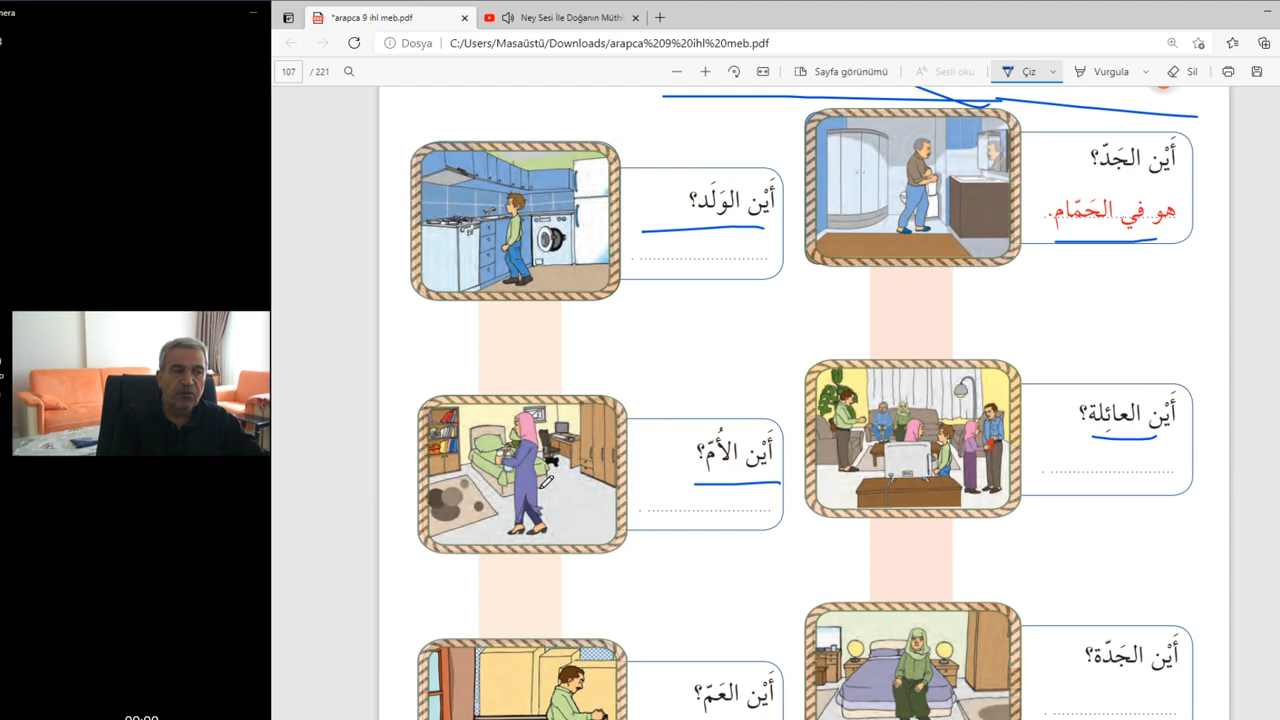 mera
*arapca 9 ihl meb.pdf
Ney Sesi İle Doğanın Müthi
Dosya
C:/Users/Masaüstü/Downloads/arapca%209%20ihl%20meb.pdf
107 / 221
Sayfa görünümü
Sesli oku
Çiz
Vurgula
Sil
أَيْن الجَدّ؟
هو في الحَمّام.
أَيْن الوَلَد؟
أَيْن العائِلة؟
أَيْن الأُمّ؟
أَيْن الجَدّة؟
أَيْن العَمّ؟